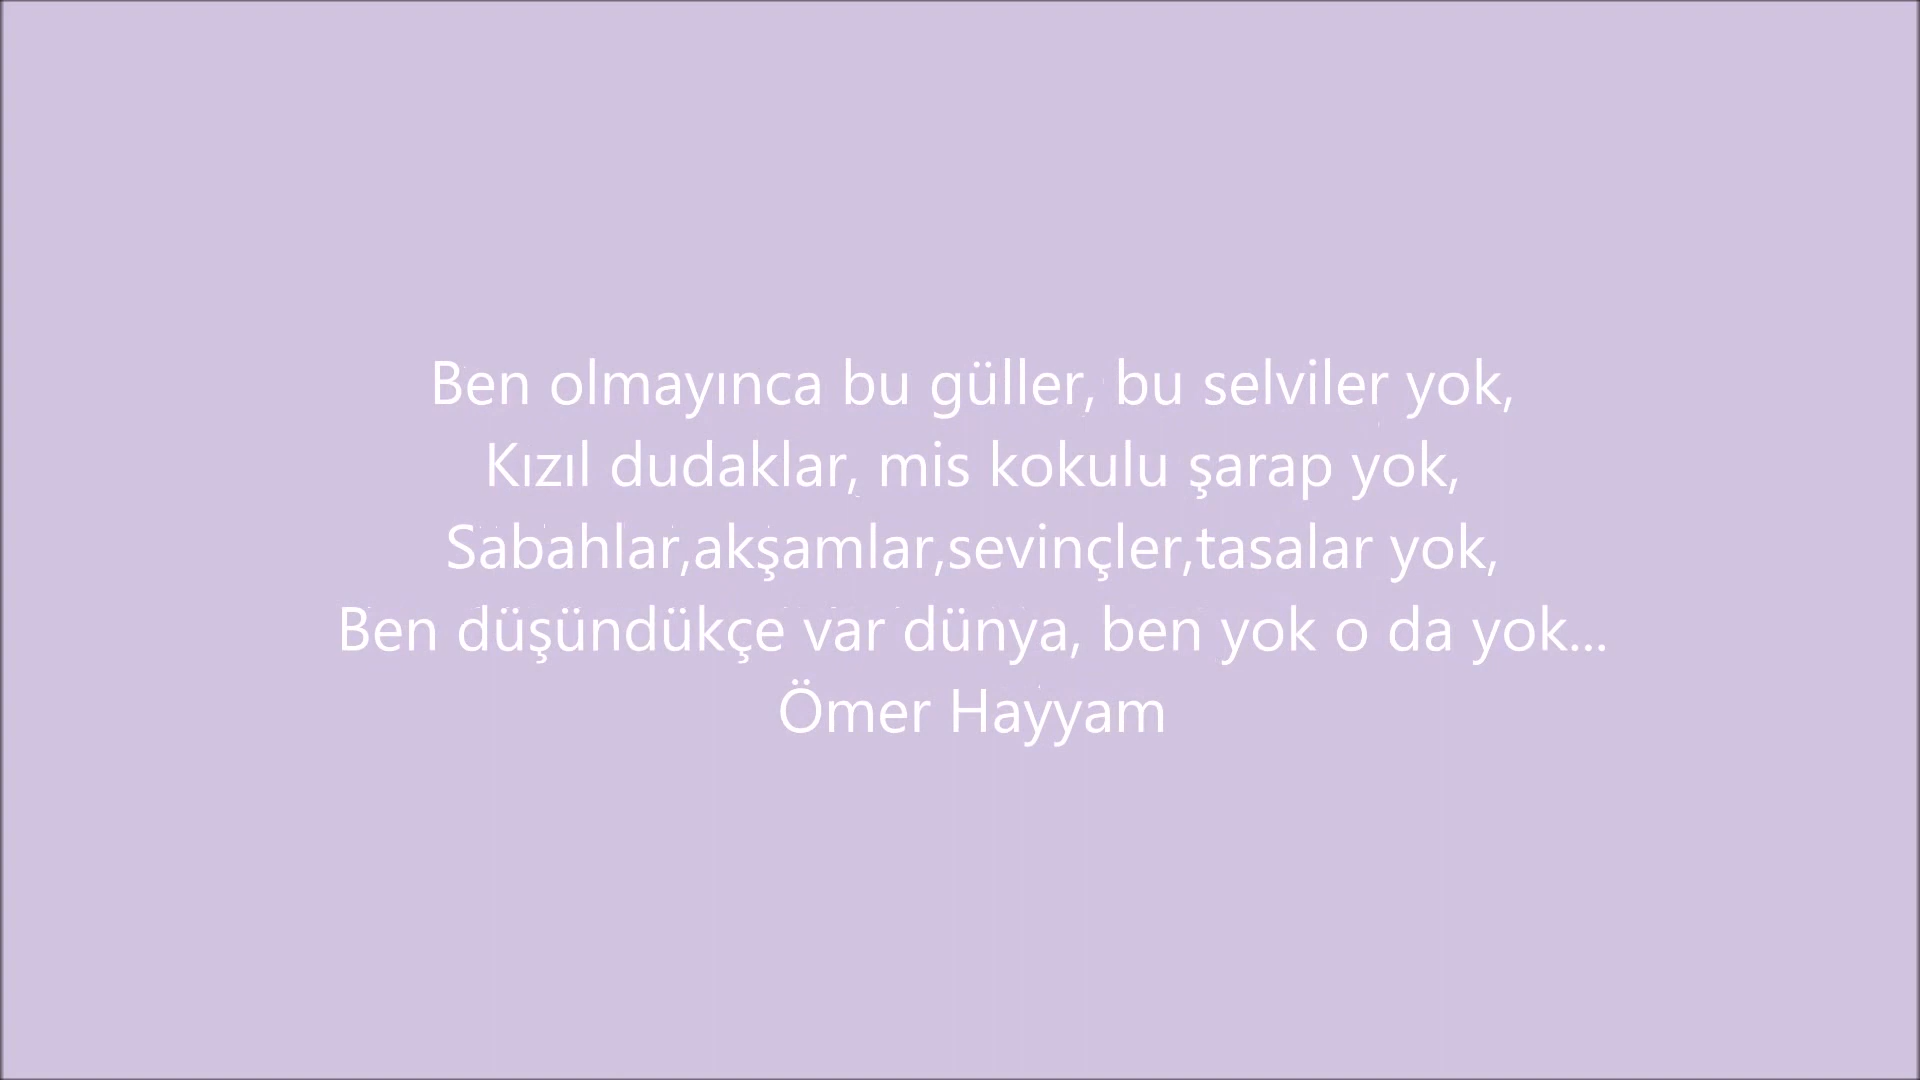 Ben olmayınca bu güller, bu selviler yok,
Kızıl dudaklar, mis kokulu şarap yok,
Sabahlar,akşamlar,sevinçler,tasalar yok,
Ben düşündükçe var dünya, ben yok o da yok...
Ömer Hayyam